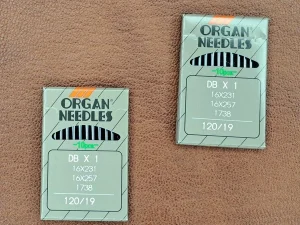 ORGAN
NEEDLES
DB X 1
16X231
16X257
1738
120/19
ORGAN
NEEDLES
DB X 1
16X231
16X257
1738
120/19